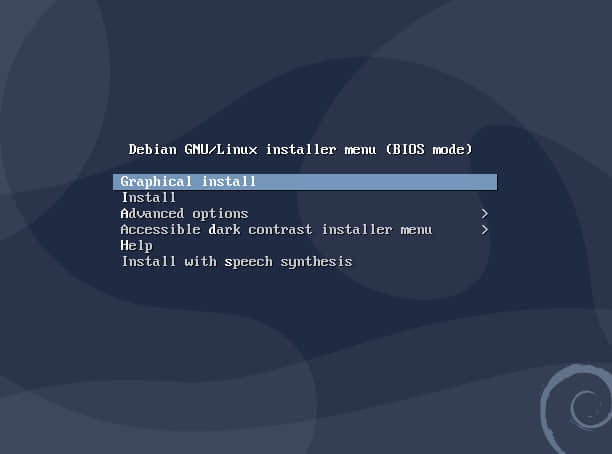 Debian GNU/Linux installer menu (BIOS mode)
Graphical install
Install
Advanced options >
Accessible dark contrast installer menu >
Help
Install with speech synthesis